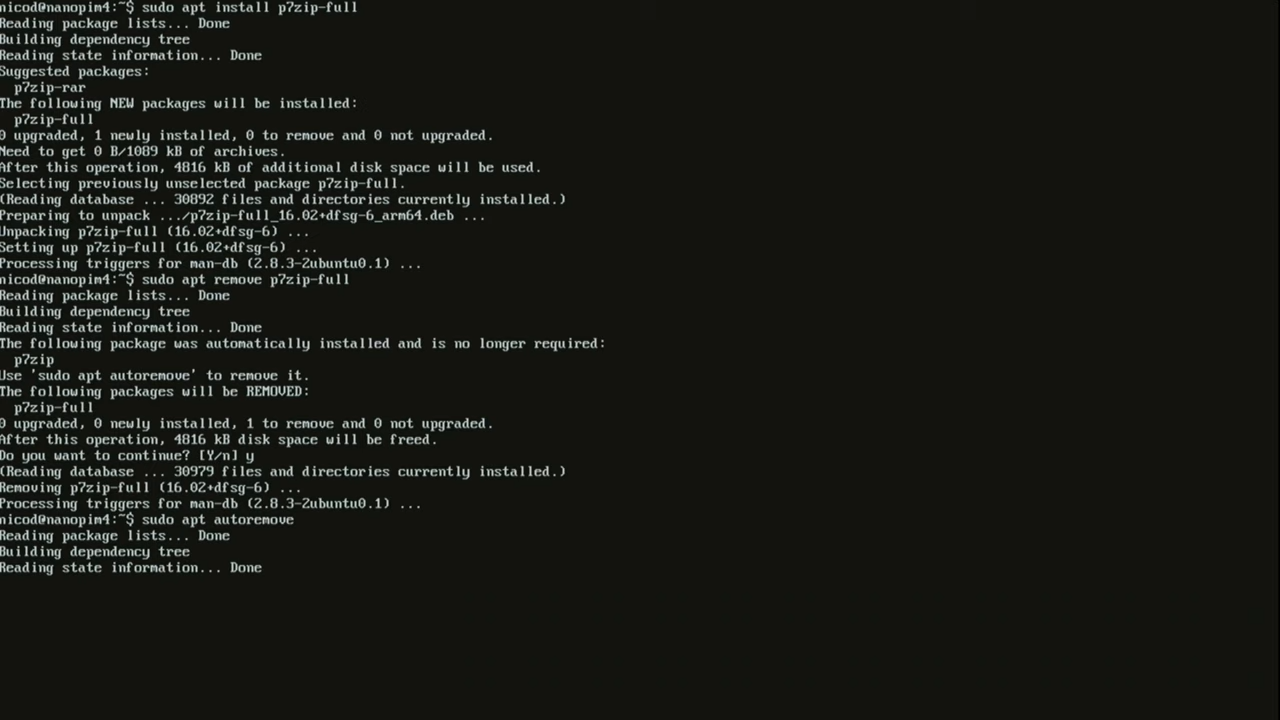 nicod@nanopim4:~$ sudo apt install p7zip-full
Reading package lists... Done
Building dependency tree
Reading state information... Done
Suggested packages:
  p7zip-rar
The following NEW packages will be installed:
  p7zip-full
0 upgraded, 1 newly installed, 0 to remove and 0 not upgraded.
Need to get 0 B/1089 kB of archives.
After this operation, 4816 kB of additional disk space will be used.
Selecting previously unselected package p7zip-full.
(Reading database ... 30892 files and directories currently installed.)
Preparing to unpack .../p7zip-full_16.02+dfsg-6_arm64.deb ...
Unpacking p7zip-full (16.02+dfsg-6) ...
Setting up p7zip-full (16.02+dfsg-6) ...
Processing triggers for man-db (2.8.3-2ubuntu0.1) ...
nicod@nanopim4:~$ sudo apt remove p7zip-full
Reading package lists... Done
Building dependency tree
Reading state information... Done
The following package was automatically installed and is no longer required:
  p7zip
Use 'sudo apt autoremove' to remove it.
The following packages will be REMOVED:
  p7zip-full
0 upgraded, 0 newly installed, 1 to remove and 0 not upgraded.
After this operation, 4816 kB disk space will be freed.
Do you want to continue? [Y/n] y
(Reading database ... 30979 files and directories currently installed.)
Removing p7zip-full (16.02+dfsg-6) ...
Processing triggers for man-db (2.8.3-2ubuntu0.1) ...
nicod@nanopim4:~$ sudo apt autoremove
Reading package lists... Done
Building dependency tree
Reading state information... Done